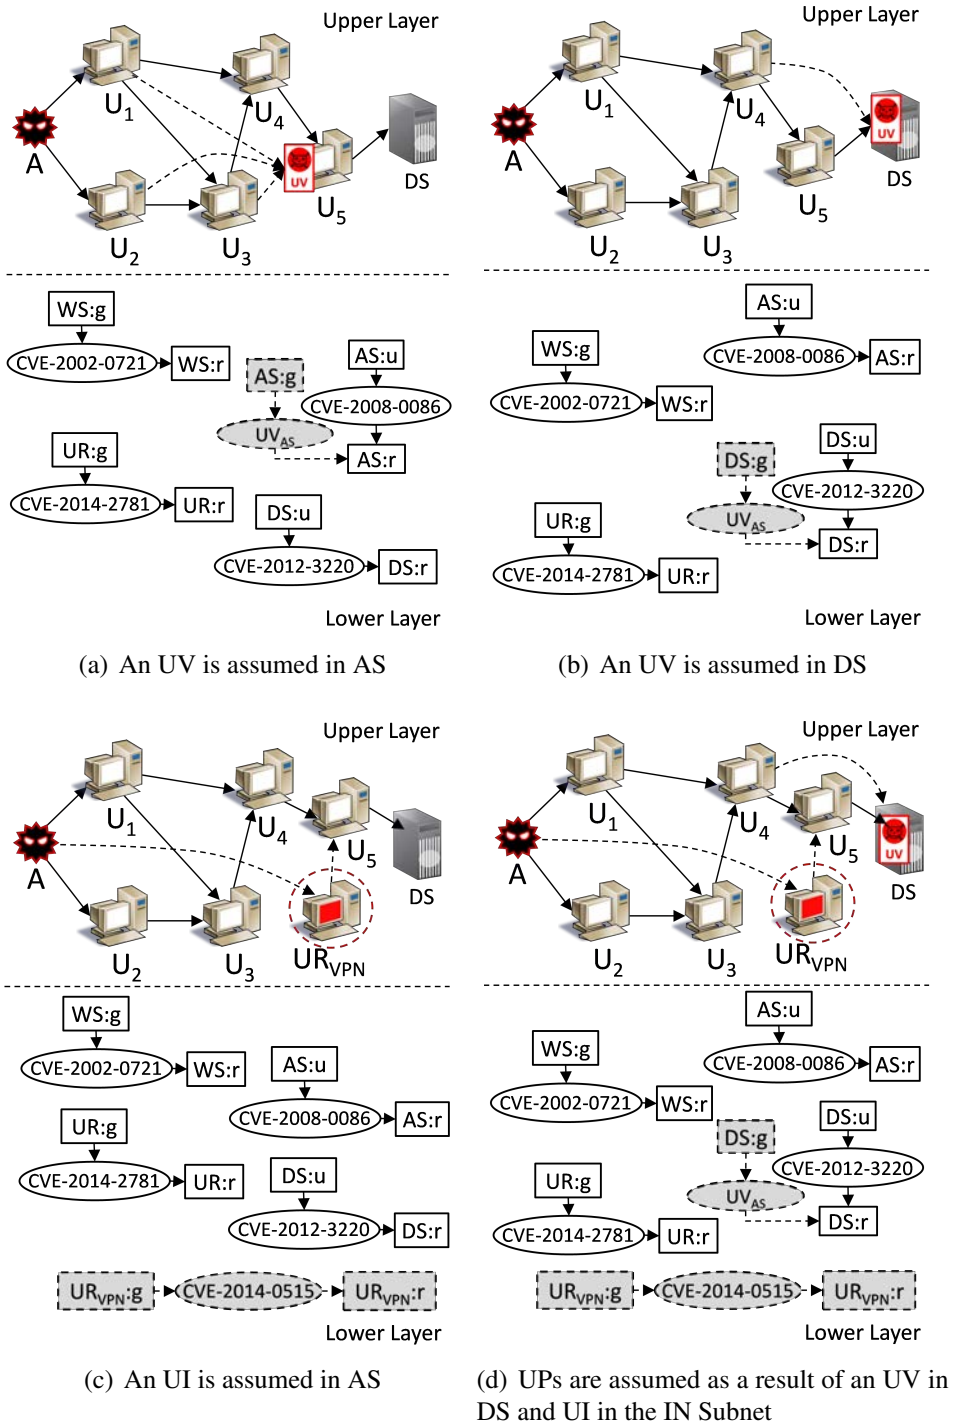 Upper Layer
U1
U4
A
UV
DS
U5
U2
U3
WS:g
CVE-2002-0721
WS:r
AS:u
AS:g
CVE-2008-0086
UVAS
AS:r
UR:g
CVE-2014-2781
UR:r
DS:u
CVE-2012-3220
DS:r
Lower Layer
(a) An UV is assumed in AS
Upper Layer
U1
U4
UV
A
DS
U5
U2
U3
AS:u
WS:g
CVE-2008-0086
AS:r
CVE-2002-0721
WS:r
DS:u
DS:g
CVE-2012-3220
UVAS
UR:g
DS:r
CVE-2014-2781
UR:r
Lower Layer
(b) An UV is assumed in DS
Upper Layer
U1
U4
U5
A
DS
U2
U3
URVPN
WS:g
CVE-2002-0721
WS:r
AS:u
CVE-2008-0086
AS:r
UR:g
CVE-2014-2781
UR:r
DS:u
CVE-2012-3220
DS:r
URVPN:g
CVE-2014-0515
URVPN:r
Lower Layer
(c) An UI is assumed in AS
Upper Layer
U1
U4
U5
UV
A
DS
U2
U3
URVPN
AS:u
WS:g
CVE-2008-0086
AS:r
CVE-2002-0721
WS:r
DS:u
DS:g
CVE-2012-3220
UR:g
UVAS
DS:r
CVE-2014-2781
UR:r
URVPN:g
CVE-2014-0515
URVPN:r
Lower Layer
(d) UPs are assumed as a result of an UV in
DS and UI in the IN Subnet